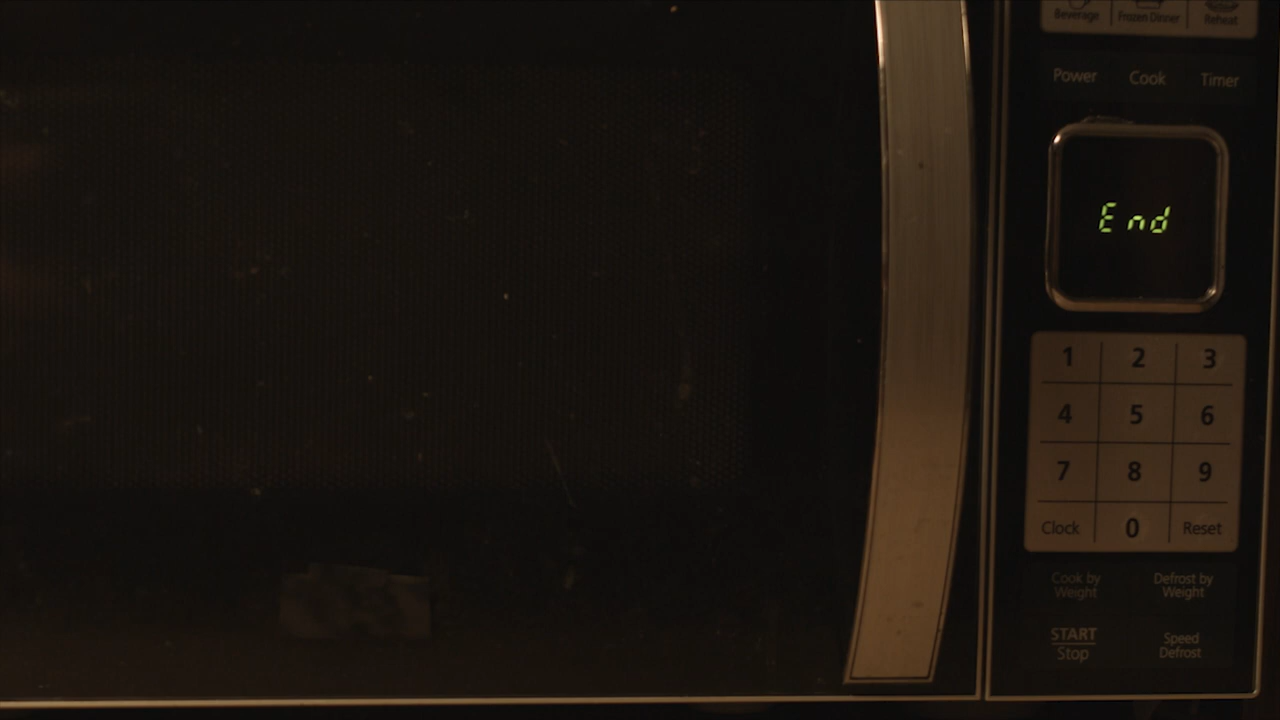 Beverage Frozen Dinner Reheat
Power Cook Timer
End
1 2 3
4 5 6
7 8 9
Clock 0 Reset
Cook by Weight Defrost by Weight
START Stop Speed Defrost